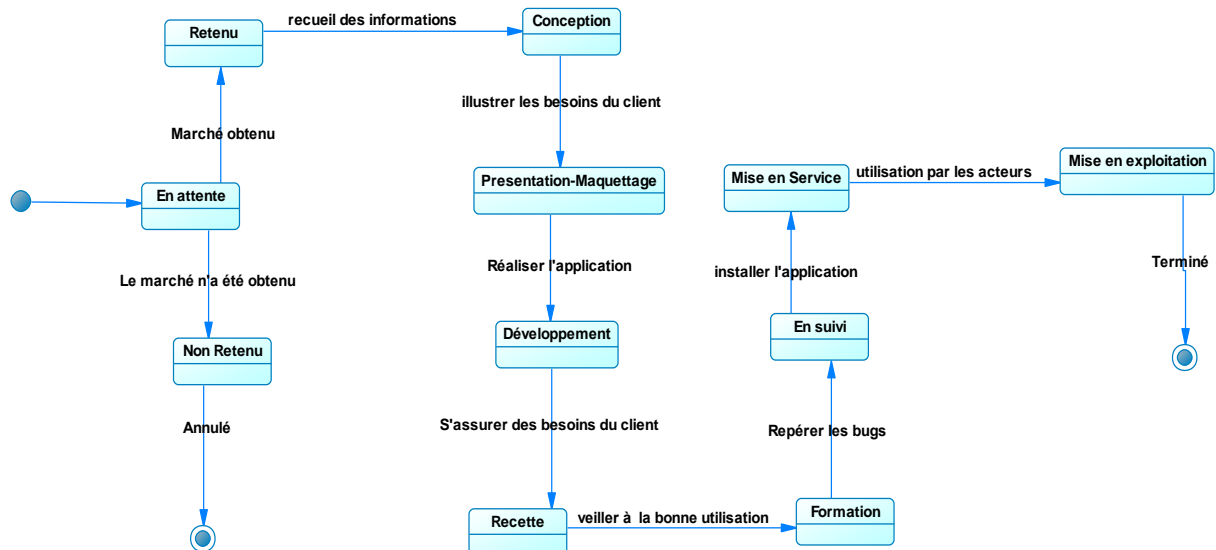 Retenu
recueil des informations
Conception
illustrer les besoins du client
Marché obtenu
En attente
Presentation-Maquettage
Mise en Service
utilisation par les acteurs
Mise en exploitation
Le marché n'a été obtenu
Réaliser l'application
installer l'application
Terminé
Non Retenu
Développement
En suivi
Annulé
S'assurer des besoins du client
Repérer les bugs
Recette
veiller à  la bonne utilisation
Formation